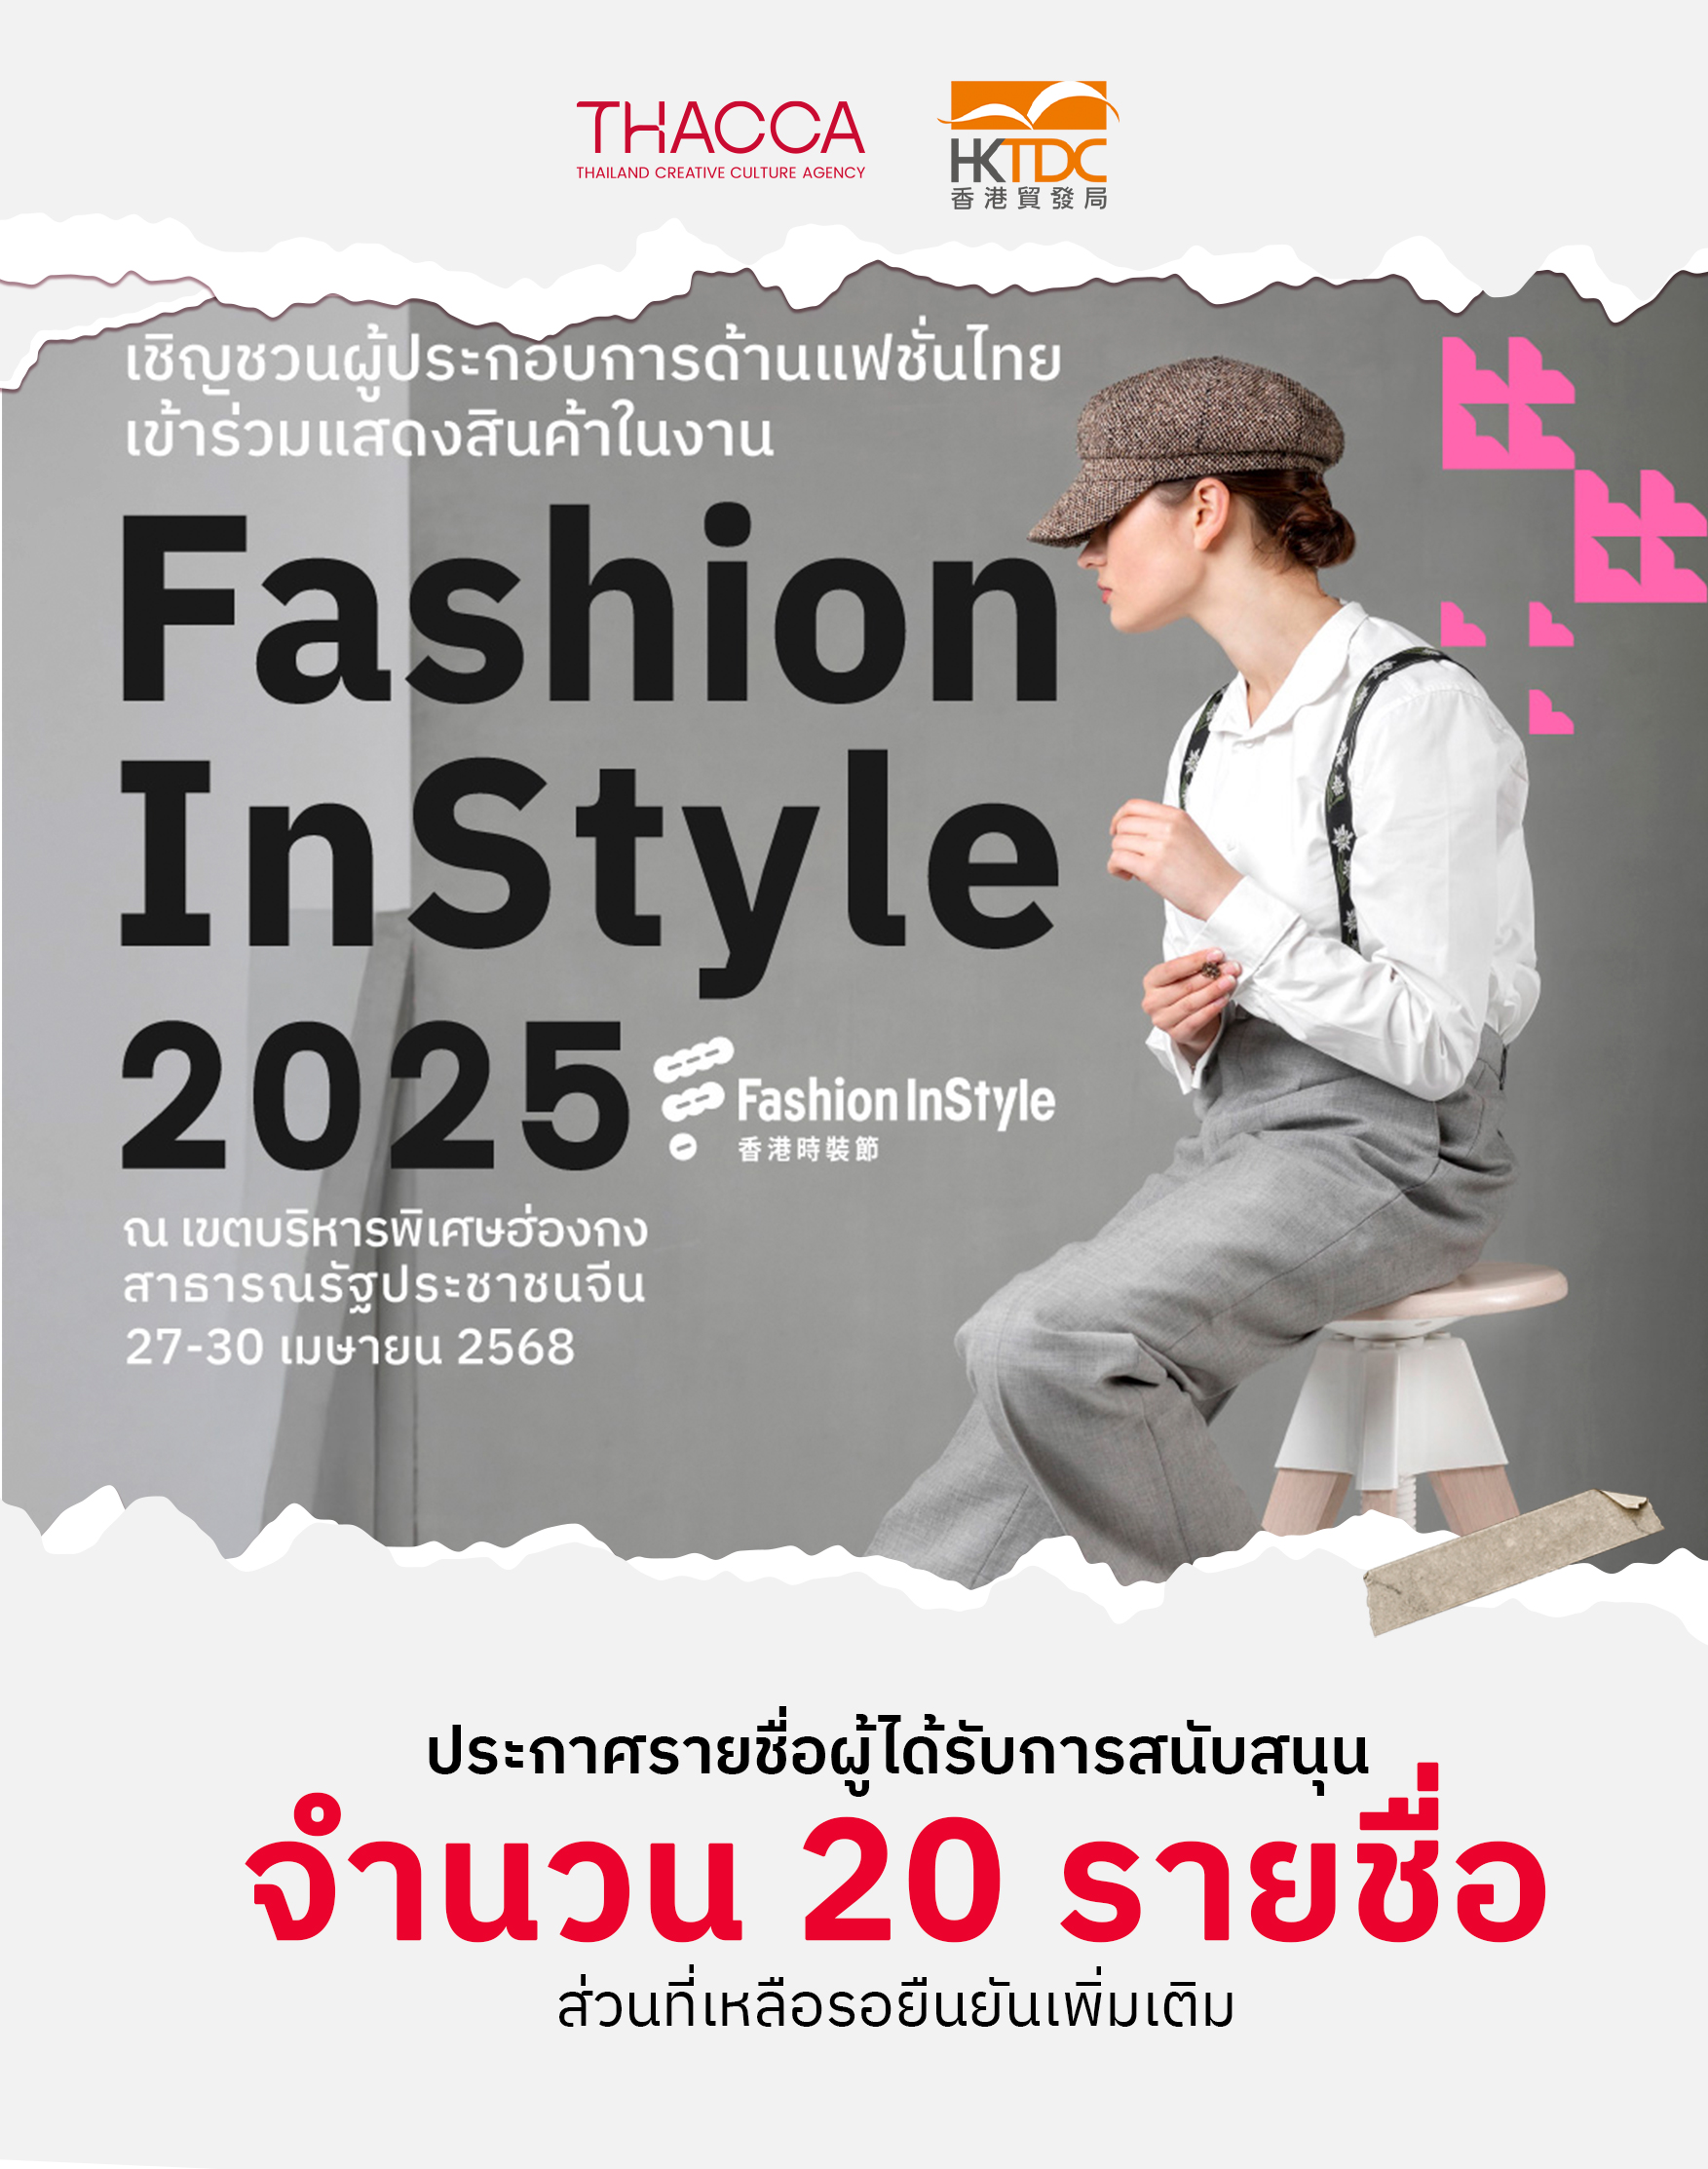 THACCA
THAILAND CREATIVE CULTURE AGENCY
HKTDC
香港貿發局
เชิญชวนผู้ประกอบการด้านแฟชั่นไทย
เข้าร่วมแสดงสินค้าในงาน
Fashion
InStyle
2025
Fashion InStyle
香港時裝節
ณ เขตบริหารพิเศษฮ่องกง
สาธารณรัฐประชาชนจีน
27-30 เมษายน 2568
ประกาศรายชื่อผู้ได้รับการสนับสนุน
จำนวน 20 รายชื่อ
ส่วนที่เหลือรอยืนยันเพิ่มเติม